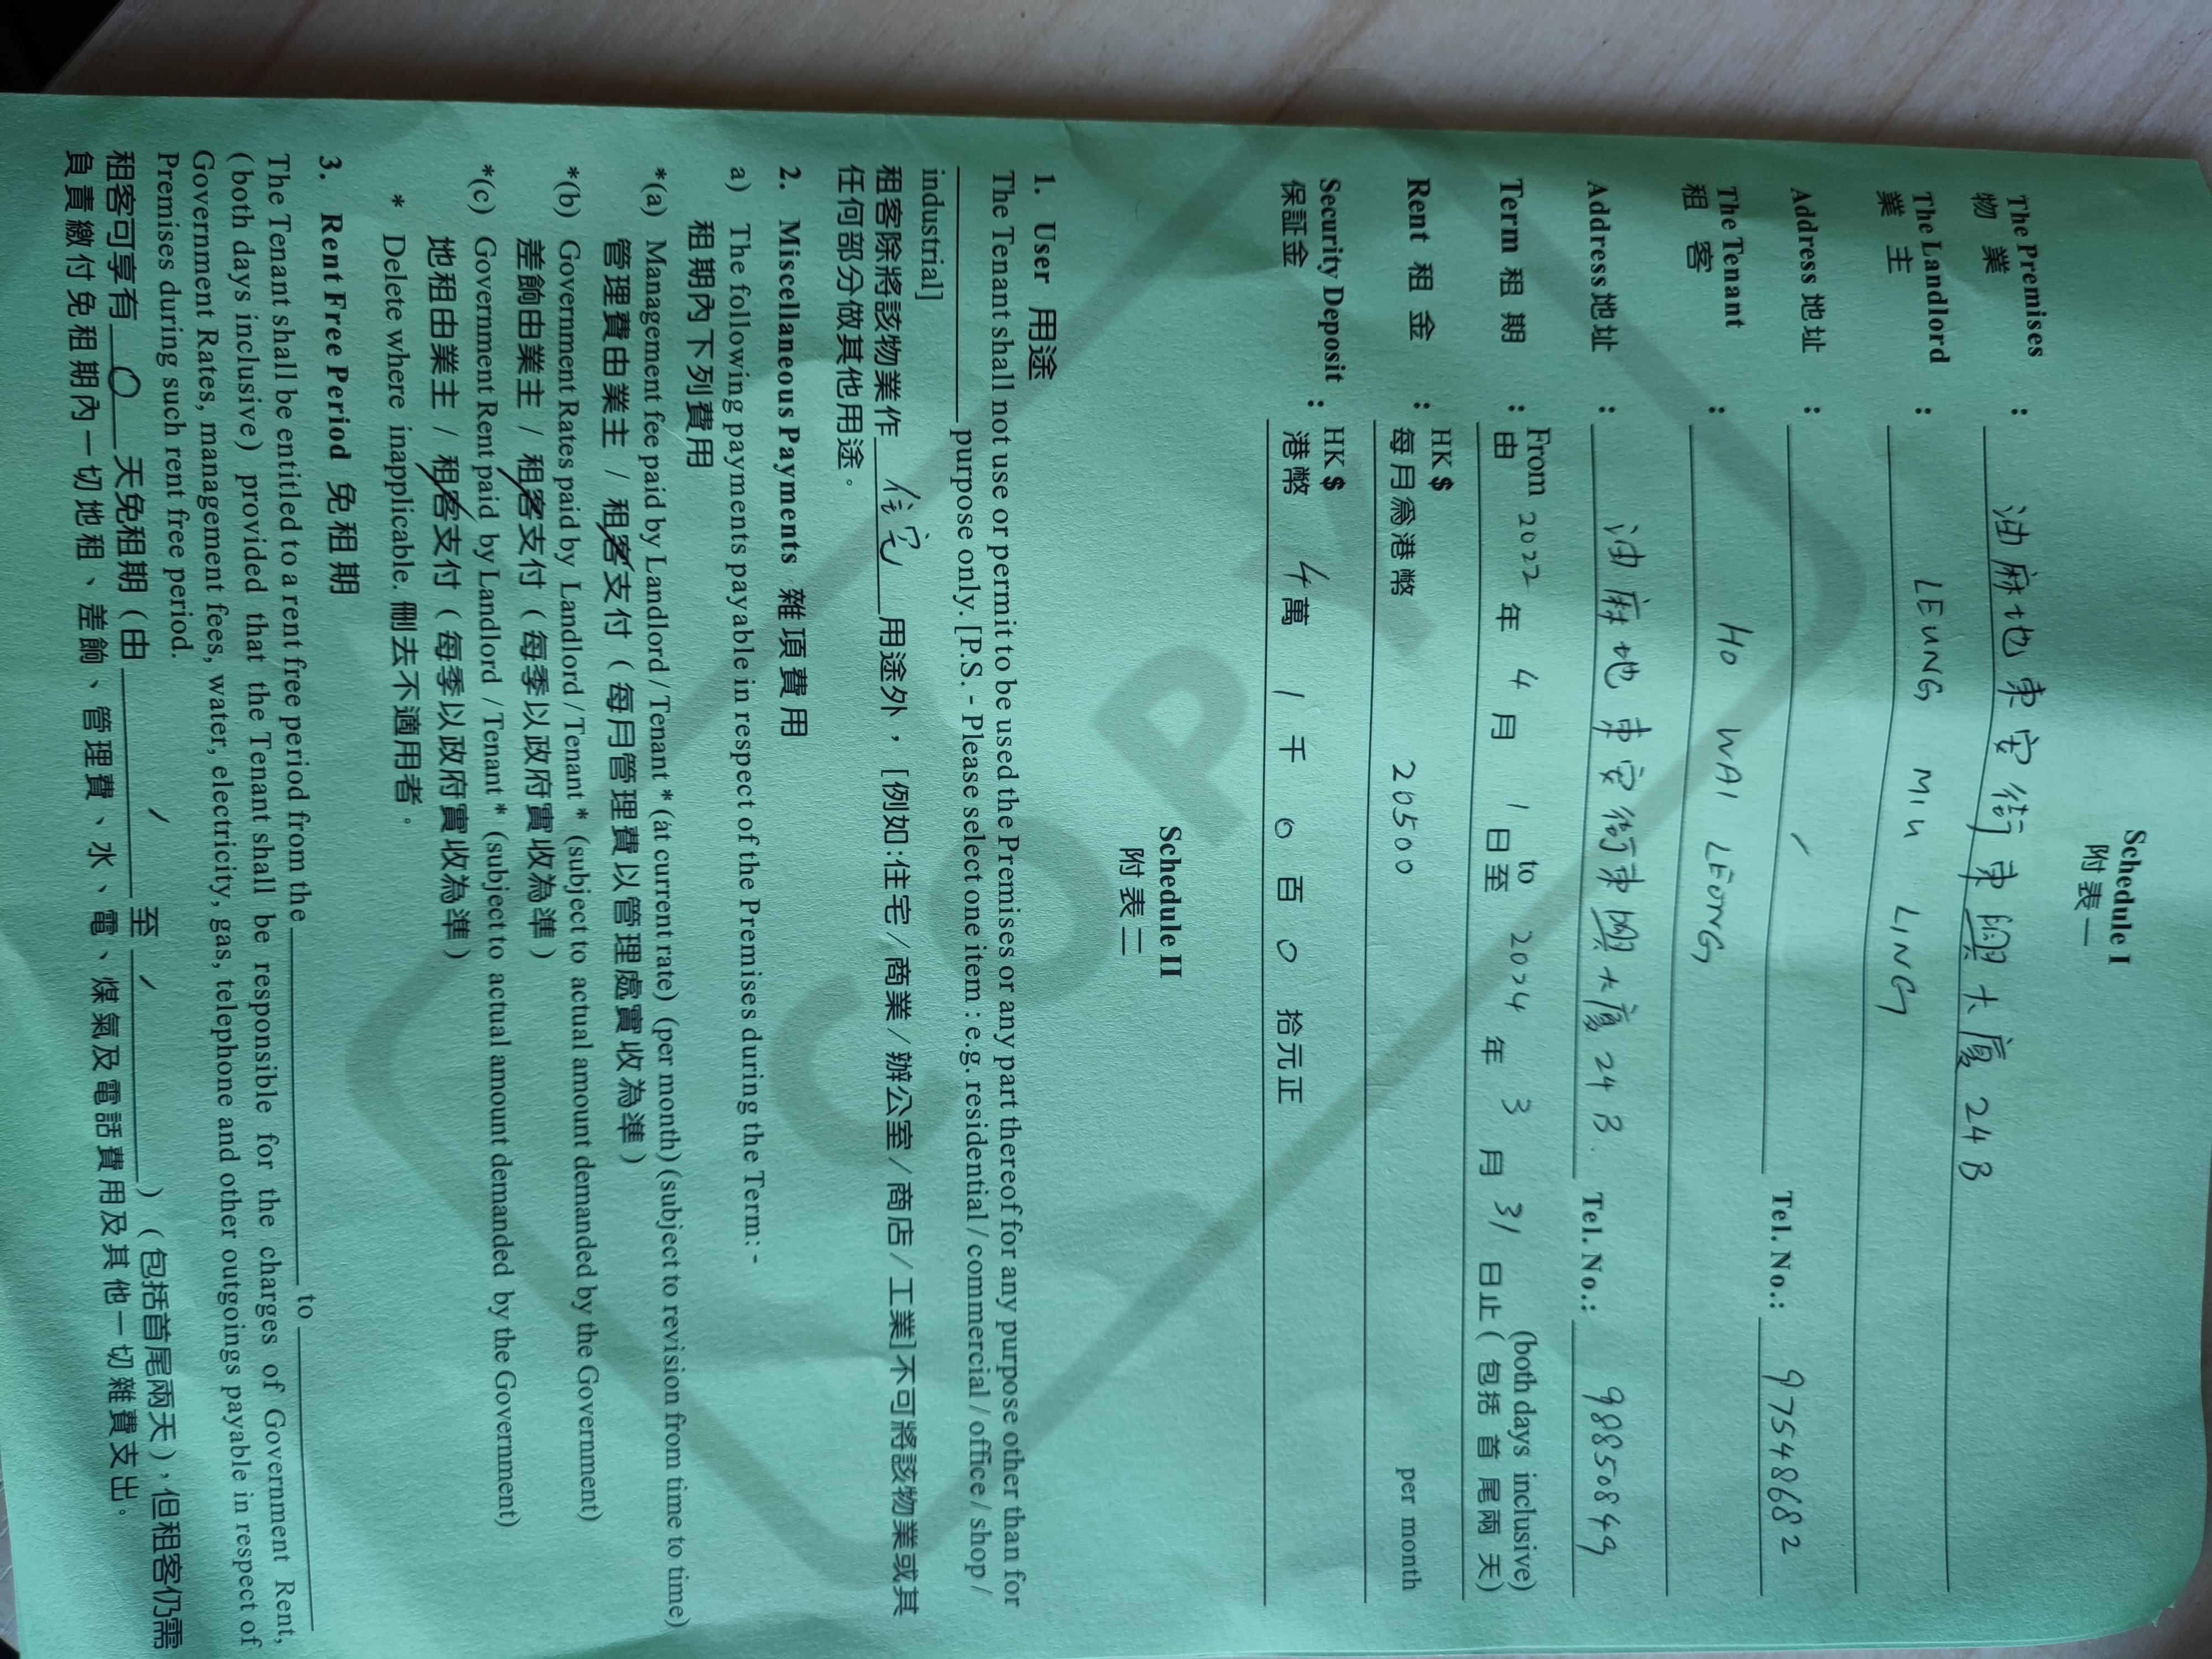 Schedule I
附表一
The Premises
物 業 : 油麻地東安街東興大廈 24B
The Landlord
業 主 : LEUNG MIU LING
Address 地址 : / Tel. No.: 97548682
The Tenant
租 客 : HO WAI LEONG
Address 地址 : 油麻地東安街東興大廈 24B. Tel. No.: 98850849
Term 租 期 : From 2022 年 4 月 1 日至 to 2024 年 3 月 31 日止 (both days inclusive)
由 ( 包括 首 尾 兩 天 )
Rent 租 金 : HK $
每月爲港幣 20500 per month
Security Deposit : HK $
保証金 港幣 4 萬 1 千 0 百 0 拾元正
Schedule II
附表二
1. User 用途
The Tenant shall not use or permit to be used the Premises or any part thereof for any purpose other than for
purpose only. [P.S. - Please select one item : e.g. residential / commercial / office / shop /
industrial]
租客除將該物業作 住宅 用途外，[例如:住宅 / 商業 / 辦公室 / 商店 / 工業]不可將該物業或其
任何部分做其他用途。
2. Miscellaneous Payments 雜項費用
a) The following payments payable in respect of the Premises during the Term: -
租期內下列費用
*(a) Management fee paid by Landlord / Tenant * (at current rate) (per month) (subject to revision from time to time)
管理費由業主 / 租客支付 ( 每月管理費以管理處實收為準 )
*(b) Government Rates paid by Landlord / Tenant * (subject to actual amount demanded by the Government)
差餉由業主 / 租客支付 ( 每季以政府實收為準 )
*(c) Government Rent paid by Landlord / Tenant * (subject to actual amount demanded by the Government)
地租由業主 / 租客支付 ( 每季以政府實收為準 )
* Delete where inapplicable. 刪去不適用者。
3. Rent Free Period 免租期
The Tenant shall be entitled to a rent free period from the to
(both days inclusive) provided that the Tenant shall be responsible for the charges of Government Rent,
Government Rates, management fees, water, electricity, gas, telephone and other outgoings payable in respect of
Premises during such rent free period.
租客可享有 0 天免租期 (由 / 至 / ) (包括首尾兩天)，但租客仍需
負責繳付免租期內一切地租、差餉、管理費、水、電、煤氣及電話費用及其他一切雜費支出。
COPY